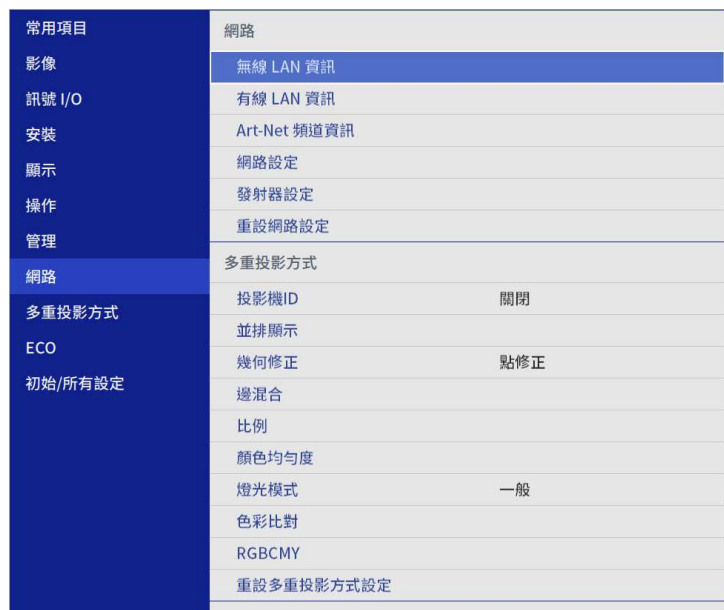 常用項目
影像
訊號 I/O
安裝
顯示
操作
管理
網路
多重投影方式
ECO
初始/所有設定
網路
無線 LAN 資訊
有線 LAN 資訊
Art-Net 頻道資訊
網路設定
發射器設定
重設網路設定
多重投影方式
投影機ID 關閉
並排顯示
幾何修正 點修正
邊混合
比例
顏色均勻度
燈光模式 一般
色彩比對
RGBCMY
重設多重投影方式設定